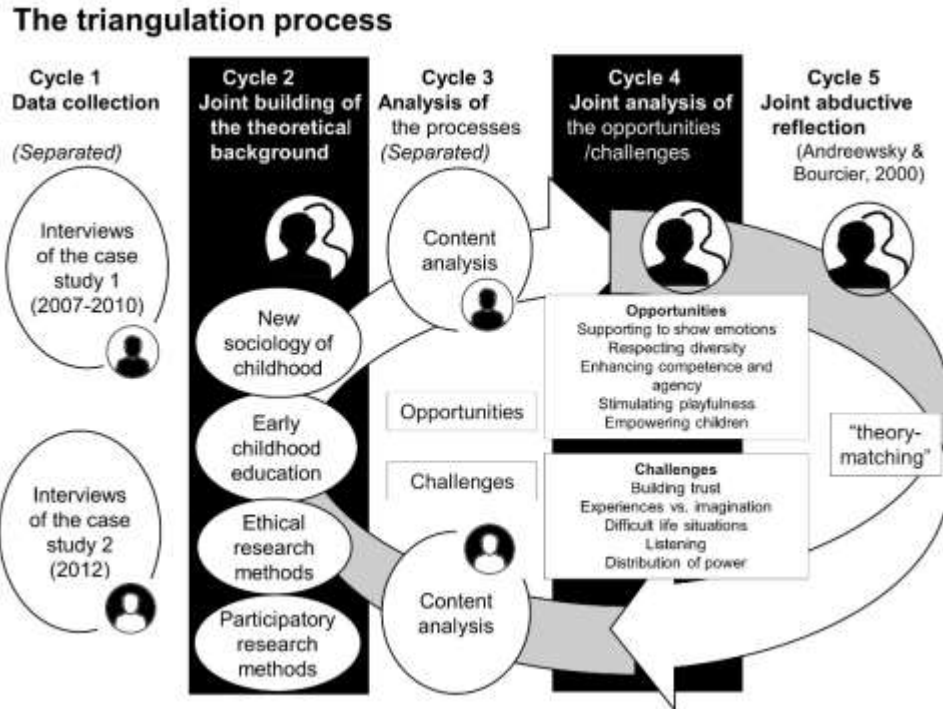 The triangulation process
Cycle 1
Data collection
(Separated)
Interviews
of the case
study 1
(2007-2010)
Interviews
of the case
study 2
(2012)
Cycle 2
Joint building of
the theoretical
background
New
sociology of
childhood
Early
childhood
education
Ethical
research
methods
Participatory
research
methods
Cycle 3
Analysis of
the processes
(Separated)
Content
analysis
Opportunities
Challenges
Content
analysis
Cycle 4
Joint analysis of
the opportunities
/challenges
Opportunities
Supporting to show emotions
Respecting diversity
Enhancing competence and
agency
Stimulating playfulness
Empowering children
Challenges
Building trust
Experiences vs. imagination
Difficult life situations
Listening
Distribution of power
Cycle 5
Joint abductive
reflection
(Andreewsky &
Bourcier, 2000)
"theory-
matching"